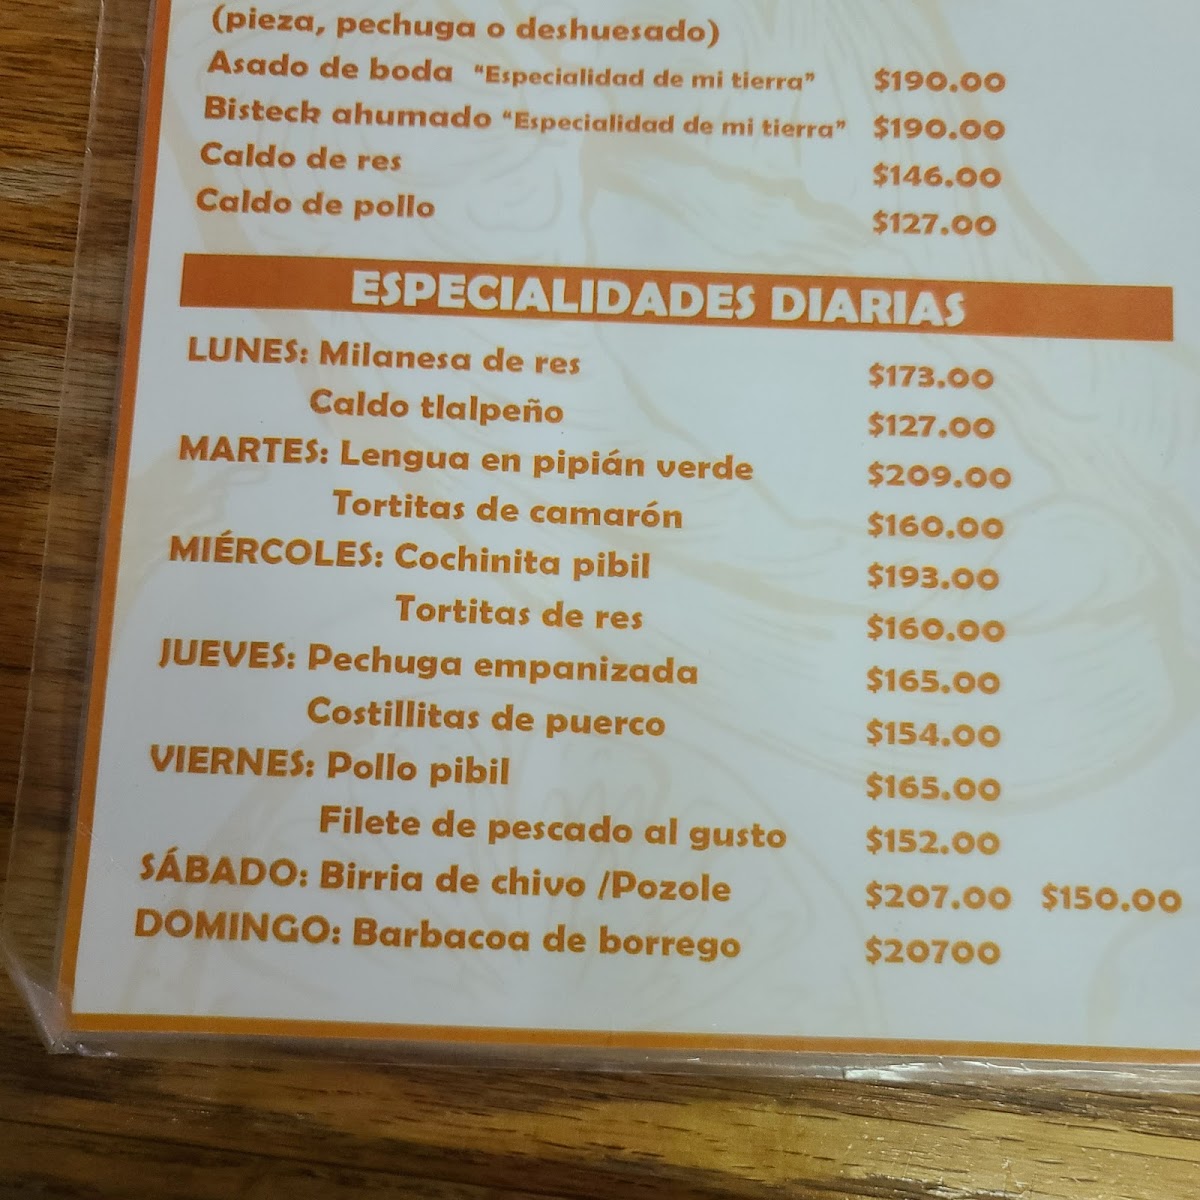 (pieza, pechuga o deshuesado)
Asado de boda "Especialidad de mi tierra" $190.00
Bisteck ahumado "Especialidad de mi tierra" $190.00
Caldo de res $146.00
Caldo de pollo $127.00
ESPECIALIDADES DIARIAS
LUNES: Milanesa de res $173.00
Caldo tlalpeño $127.00
MARTES: Lengua en pipián verde $209.00
Tortitas de camarón $160.00
MIÉRCOLES: Cochinita pibil $193.00
Tortitas de res $160.00
JUEVES: Pechuga empanizada $165.00
Costillitas de puerco $154.00
VIERNES: Pollo pibil $165.00
Filete de pescado al gusto $152.00
SÁBADO: Birria de chivo /Pozole $207.00 $150.00
DOMINGO: Barbacoa de borrego $20700